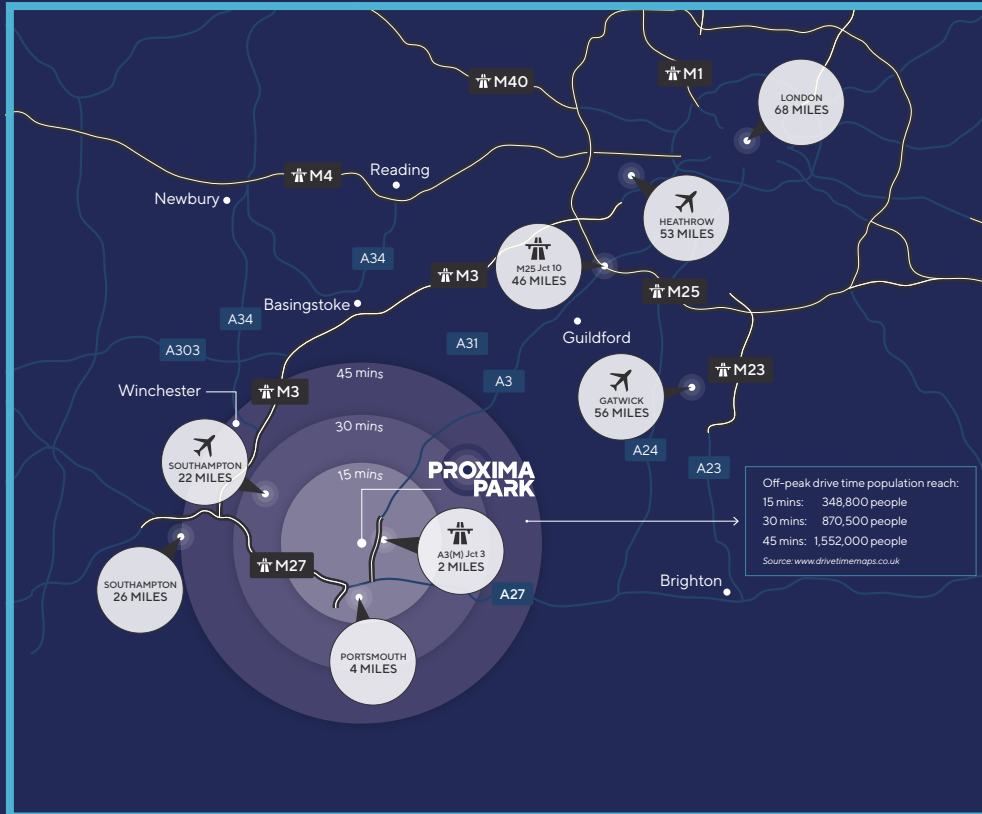 M40
M1
LONDON
68 MILES
M4
Reading
Newbury
HEATHROW
53 MILES
A34
M3
M25 Jct 10
46 MILES
M25
Basingstoke
A34
Guildford
A303
A31
A3
M23
45 mins
Winchester
M3
GATWICK
56 MILES
30 mins
A24
A23
SOUTHAMPTON
22 MILES
15 mins
PROXIMA
PARK
Off-peak drive time population reach:
15 mins: 348,800 people
30 mins: 870,500 people
45 mins: 1,552,000 people
Source: www.drivetimemaps.co.uk
A3(M) Jct 3
2 MILES
M27
SOUTHAMPTON
26 MILES
A27
Brighton
PORTSMOUTH
4 MILES